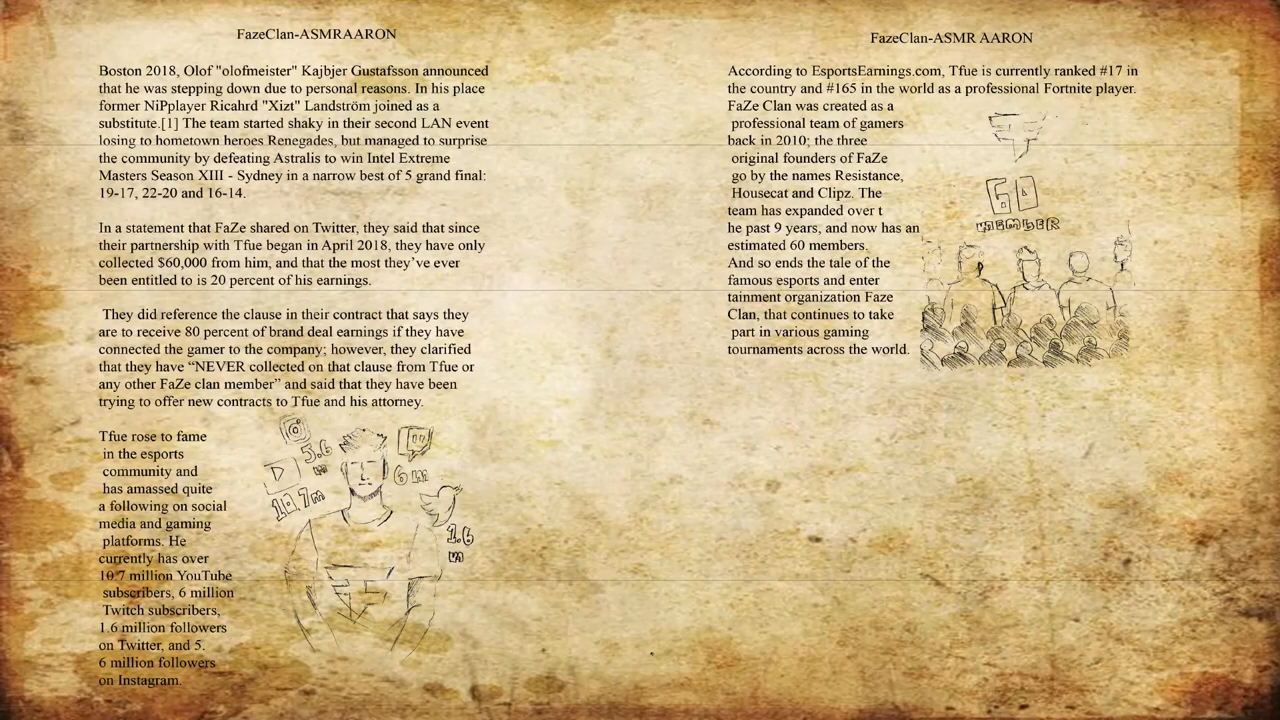 FazeClan-ASMRAARON
Boston 2018, Olof "olofmeister" Kajbjer Gustafsson announced
that he was stepping down due to personal reasons. In his place
former NiPplayer Ricahrd "Xizt" Landström joined as a
substitute.[1] The team started shaky in their second LAN event
losing to hometown heroes Renegades, but managed to surprise
the community by defeating Astralis to win Intel Extreme
Masters Season XIII - Sydney in a narrow best of 5 grand final:
19-17, 22-20 and 16-14.
In a statement that FaZe shared on Twitter, they said that since
their partnership with Tfue began in April 2018, they have only
collected $60,000 from him, and that the most they’ve ever
been entitled to is 20 percent of his earnings.
They did reference the clause in their contract that says they
are to receive 80 percent of brand deal earnings if they have
connected the gamer to the company; however, they clarified
that they have “NEVER collected on that clause from Tfue or
any other FaZe clan member” and said that they have been
trying to offer new contracts to Tfue and his attorney.
Tfue rose to fame
in the esports
community and
has amassed quite
a following on social
media and gaming
platforms. He
currently has over
10.7 million YouTube
subscribers, 6 million
Twitch subscribers,
1.6 million followers
on Twitter, and 5.
6 million followers
on Instagram.
5.6
m
10.7m
6m
1.6
m
FazeClan-ASMR AARON
According to EsportsEarnings.com, Tfue is currently ranked #17 in
the country and #165 in the world as a professional Fortnite player.
FaZe Clan was created as a
professional team of gamers
back in 2010; the three
original founders of FaZe
go by the names Resistance,
Housecat and Clipz. The
team has expanded over t
he past 9 years, and now has an
estimated 60 members.
And so ends the tale of the
famous esports and enter
tainment organization Faze
Clan, that continues to take
part in various gaming
tournaments across the world.
60
MEMBER